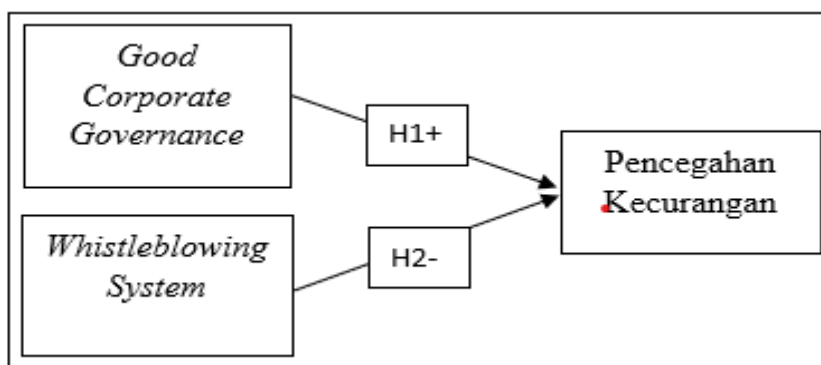 Good
Corporate
Governance
H1+
Pencegahan
Kecurangan
Whistleblowing
System
H2-